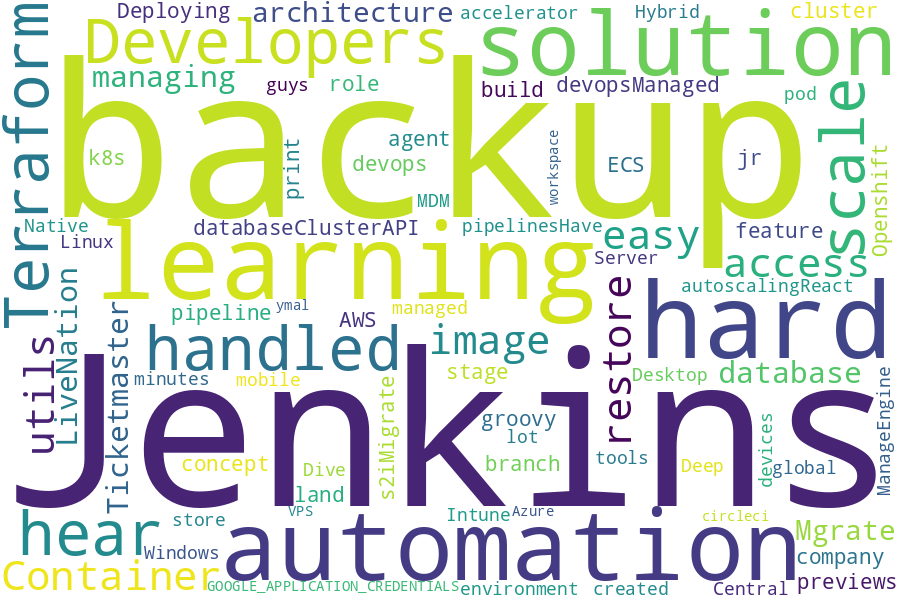 Deploying
architecture
accelerator
Hybrid
cluster
Terraform
Developers
solution
managing
guys
role
build
devopsManaged
pod
scale
backup
k8s
print
agent
devops
MDM
workspace
ECS
jr
Openshift
Native
Linux
databaseClusterAPI
pipelinesHave
easy
feature
Server
access
learning
LiveNation
Ticketmaster
pipeline
ymal
AWS
managed
autoscalingReact
hard
utils
handled
image
restore
minutes
mobile
stage
Desktop
database
Jenkins
s2iMigrate
groovy
lot
concept
Dive
branch
tools
Deep
devices
global
ManageEngine
land
store
VPS
Intune
Azure
circleci
hear
Windows
automation
Mgrate
company
Container
GOOGLE_APPLICATION_CREDENTIALS
environment
created
Central
previews